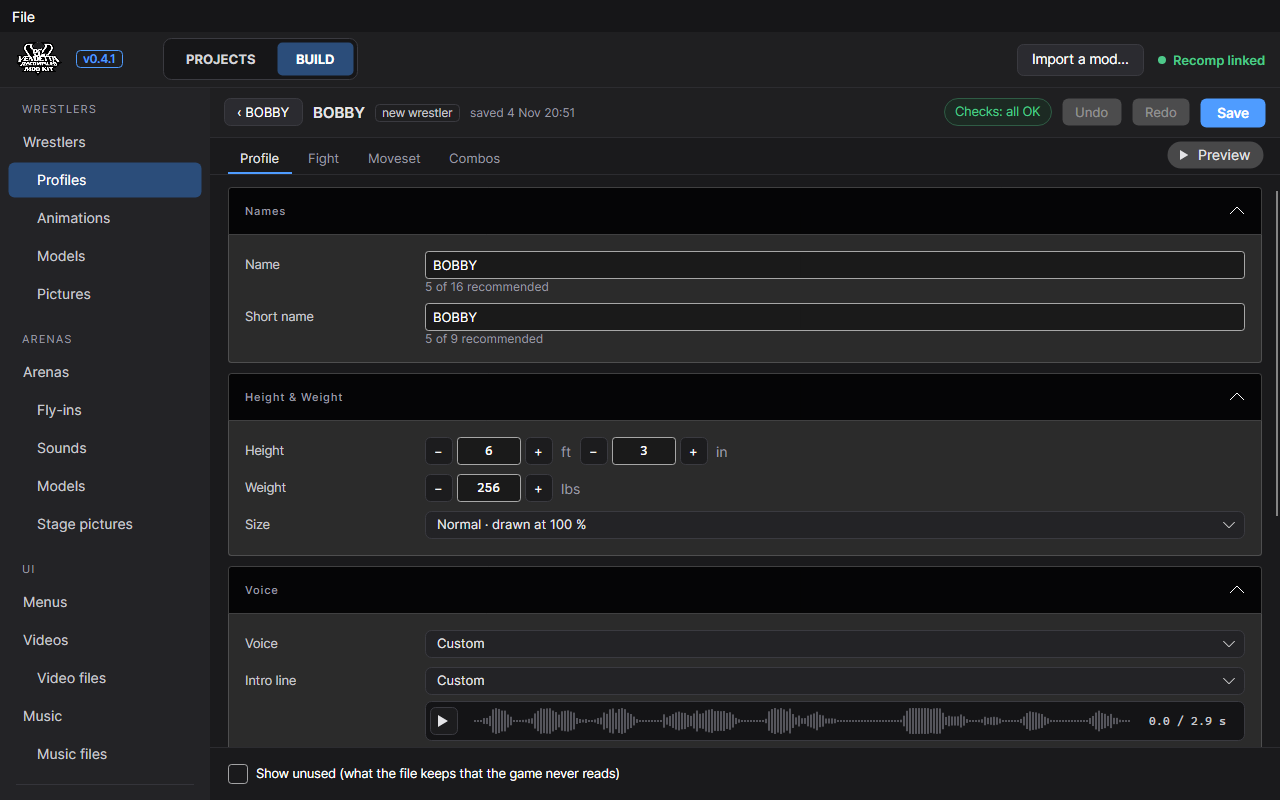 File
VENDETTA
MOD KIT
v0.4.1
PROJECTS
BUILD
Import a mod...
Recomp linked
WRESTLERS
Wrestlers
Profiles
Animations
Models
Pictures
ARENAS
Arenas
Fly-ins
Sounds
Models
Stage pictures
UI
Menus
Videos
Video files
Music
Music files
‹ BOBBY
BOBBY
new wrestler
saved 4 Nov 20:51
Checks: all OK
Undo
Redo
Save
Profile
Fight
Moveset
Combos
Preview
Names
Name
BOBBY
5 of 16 recommended
Short name
BOBBY
5 of 9 recommended
Height & Weight
Height
− 6 + ft − 3 + in
Weight
− 256 + lbs
Size
Normal · drawn at 100 %
Voice
Voice
Custom
Intro line
Custom
0.0 / 2.9 s
Show unused (what the file keeps that the game never reads)